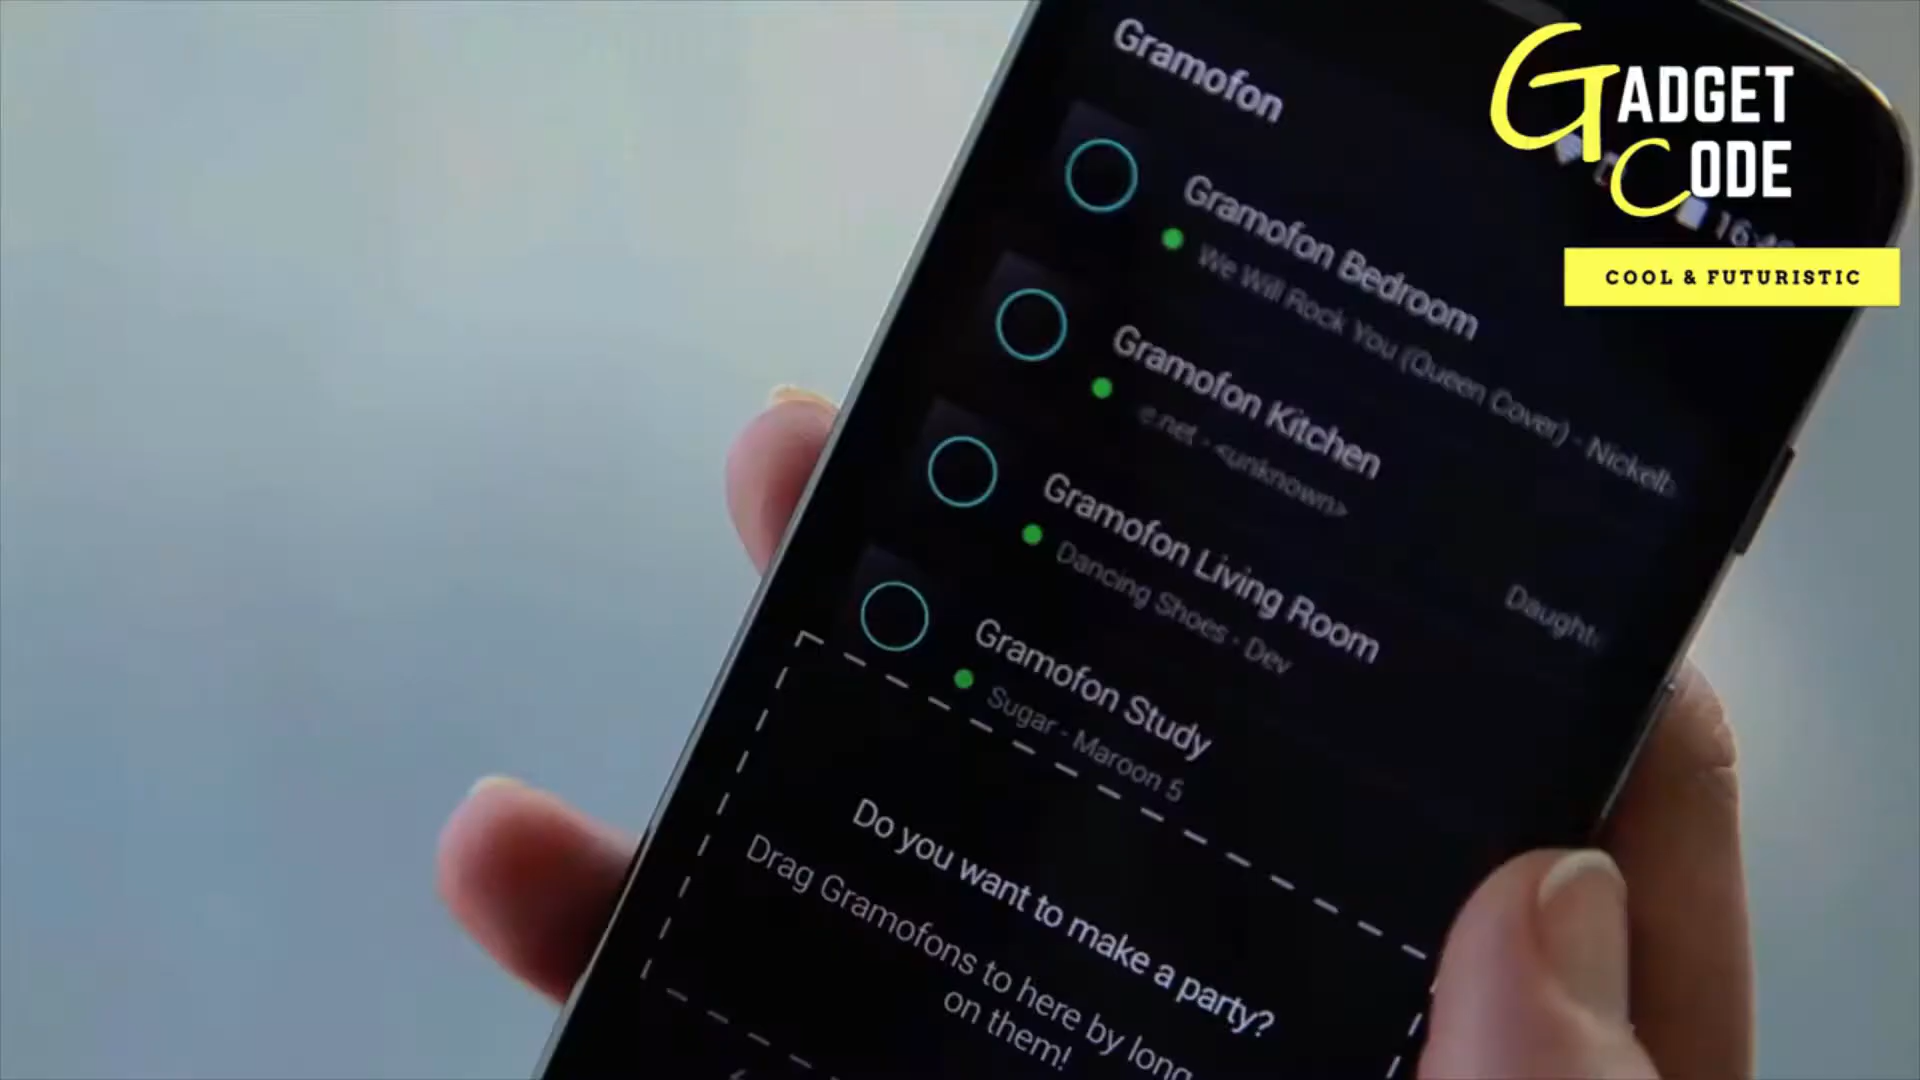 Gramofon
GADGET
CODE
COOL & FUTURISTIC
Gramofon Bedroom
We Will Rock You (Queen Cover) - Nickelb
Gramofon Kitchen
e.net - <unknown>
Daught
Gramofon Living Room
Dancing Shoes - Dev
Gramofon Study
Sugar - Maroon 5
Do you want to make a party?
Drag Gramofons to here by long
on them!